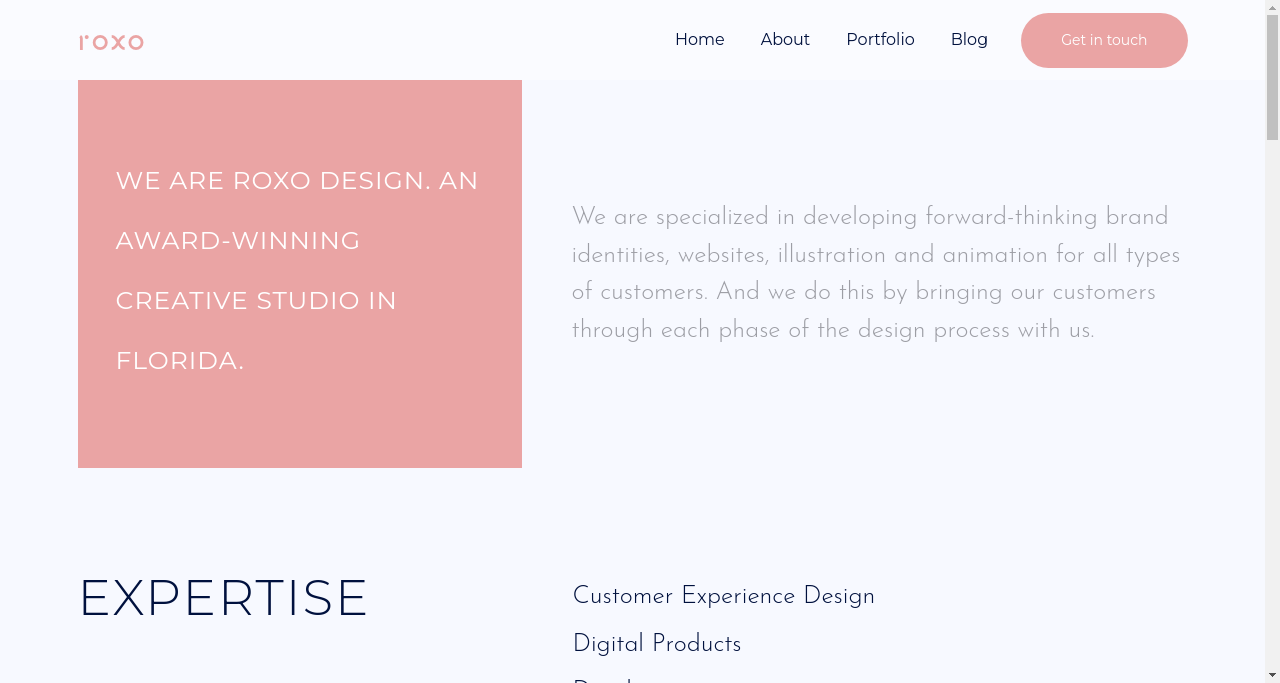 roxo
Home About Portfolio Blog Get in touch
WE ARE ROXO DESIGN. AN
AWARD-WINNING
CREATIVE STUDIO IN
FLORIDA.
We are specialized in developing forward-thinking brand
identities, websites, illustration and animation for all types
of customers. And we do this by bringing our customers
through each phase of the design process with us.
EXPERTISE
Customer Experience Design
Digital Products